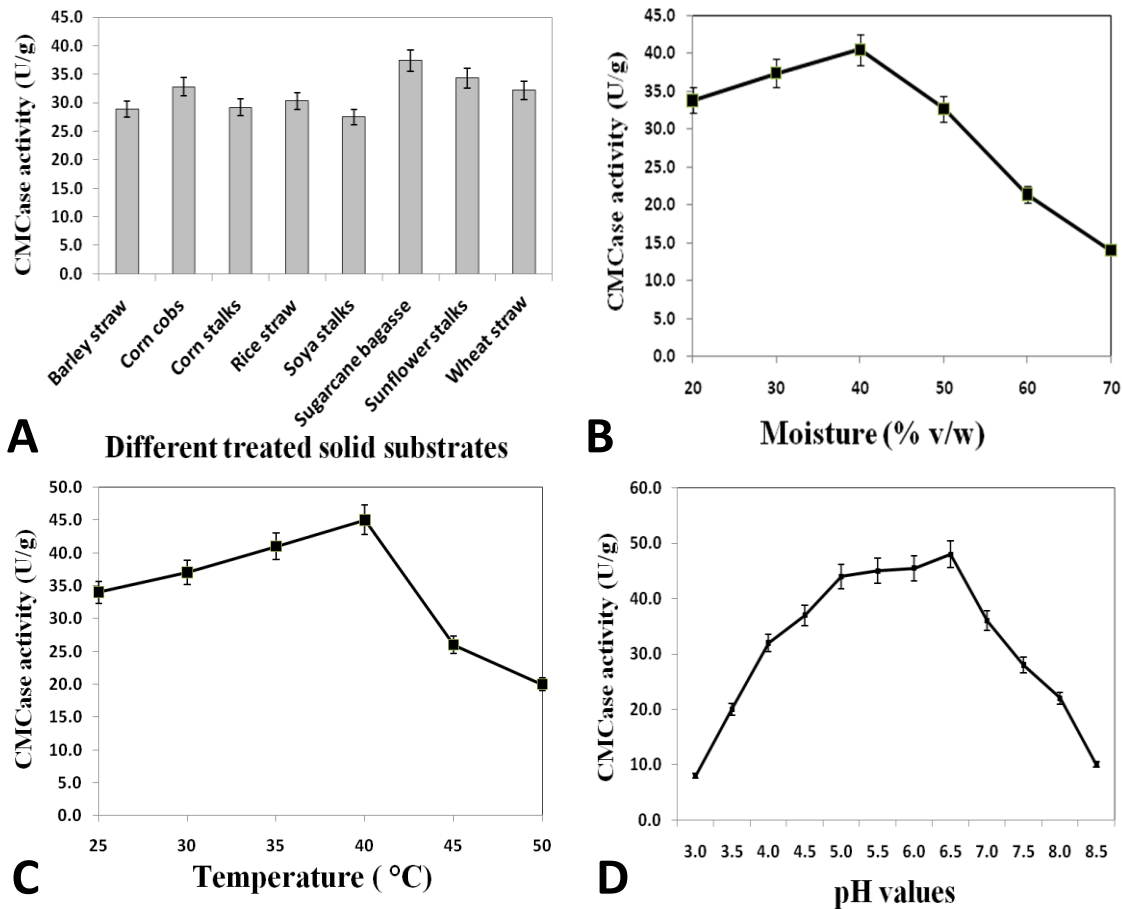 CMCase activity (U/g)
45.0
40.0
35.0
30.0
25.0
20.0
15.0
10.0
5.0
0.0
Barley straw
Corn cobs
Corn stalks
Rice straw
Soya stalks
Sugarcane bagasse
Sunflower stalks
Wheat straw
A
Different treated solid substrates
CMCase activity (U/g)
45.0
40.0
35.0
30.0
25.0
20.0
15.0
10.0
5.0
0.0
20 30 40 50 60 70
B
Moisture (% v/w)
CMCase activity (U/g)
50.0
45.0
40.0
35.0
30.0
25.0
20.0
15.0
10.0
5.0
0.0
25 30 35 40 45 50
C
Temperature ( °C)
CMCase activity (U/g)
60.0
50.0
40.0
30.0
20.0
10.0
0.0
3.0 3.5 4.0 4.5 5.0 5.5 6.0 6.5 7.0 7.5 8.0 8.5
D
pH values